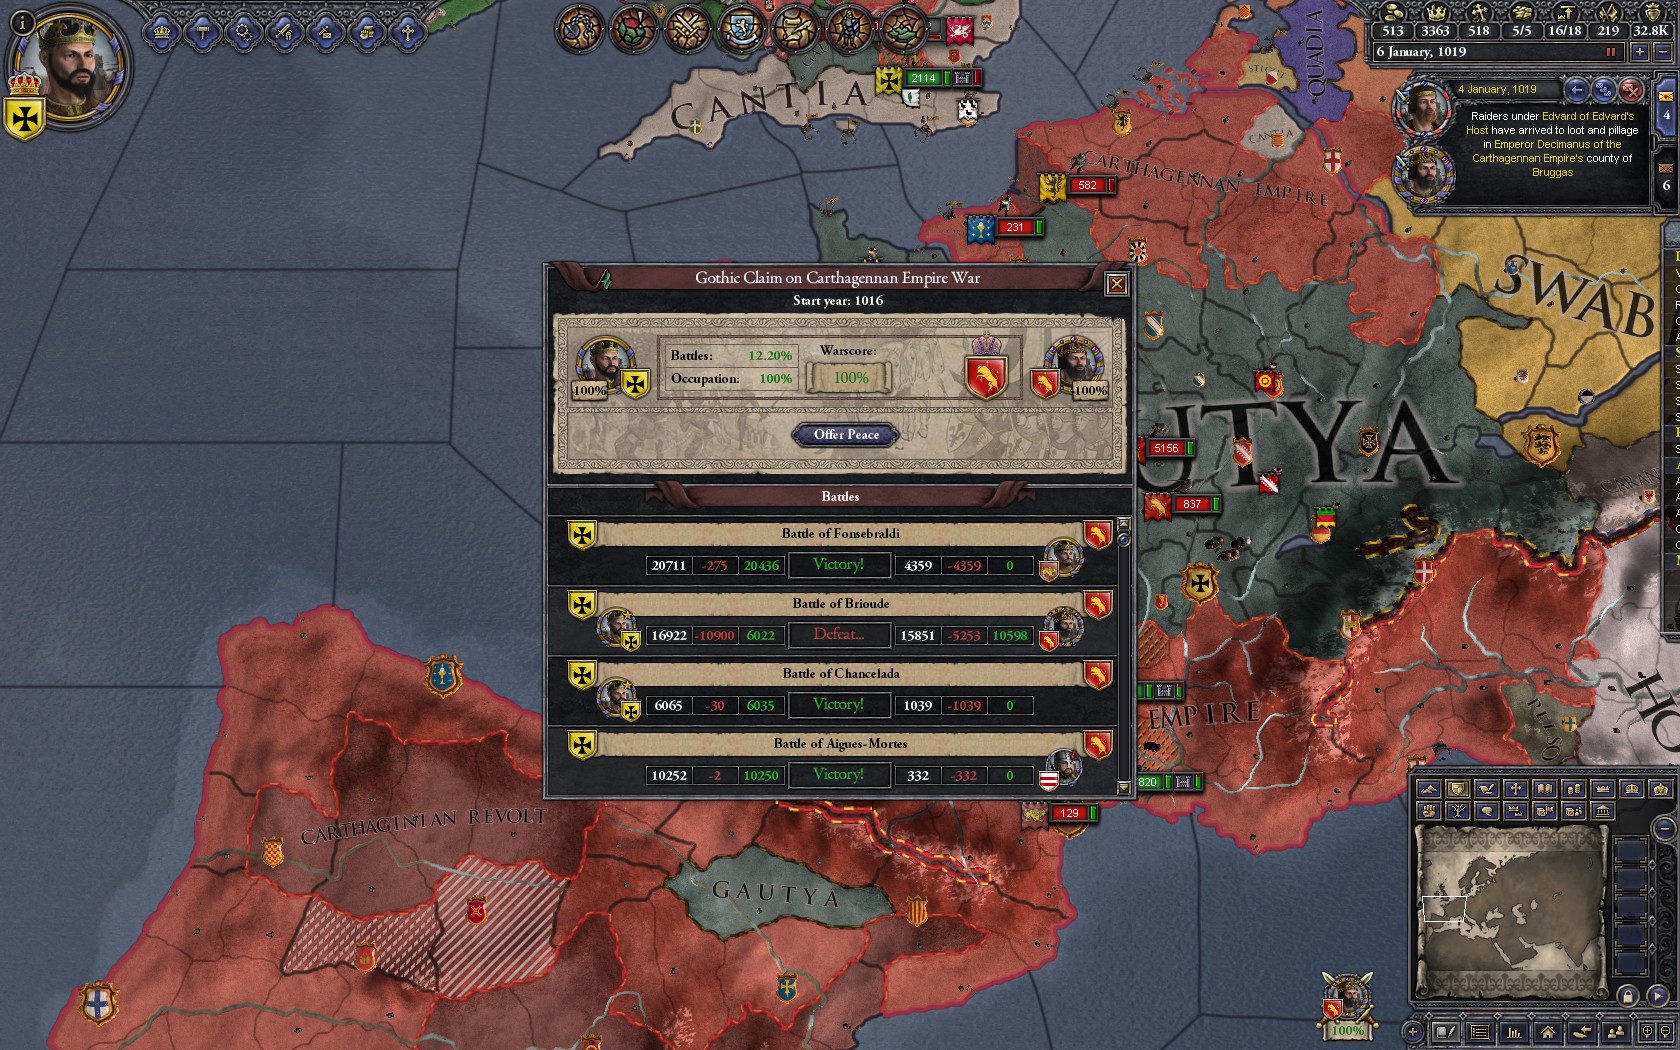 513 3363 518 5/5 16/18 219 32.8K
6 January, 1019
4 January, 1019
Raiders under Edvard of Edvard's
Host have arrived to loot and pillage
in Emperor Decimanus of the
Carthagennan Empire's county of
Bruggas
4
6
2114
CANTIA
QUADIA
CANTIA
CARTHAGENNAN EMPIRE
582
231
SWAB
Gothic Claim on Carthagennan Empire War
Start year: 1016
Battles: 12.20%
Warscore:
Occupation: 100%
100%
100%
100%
Offer Peace
Battles
Battle of Fonsebraldi
20711 -275 20436 Victory! 4359 -4359 0
Battle of Brioude
16922 -10900 6022 Defeat... 15851 -5253 10598
Battle of Chancelada
6065 -30 6035 Victory! 1039 -1039 0
Battle of Aigues-Mortes
10252 -2 10250 Victory! 332 -332 0
UTYA
5156
837
EMPIRE
820
129
CARTHAGINIAN REVOLT
GAUTYA
HO
100%